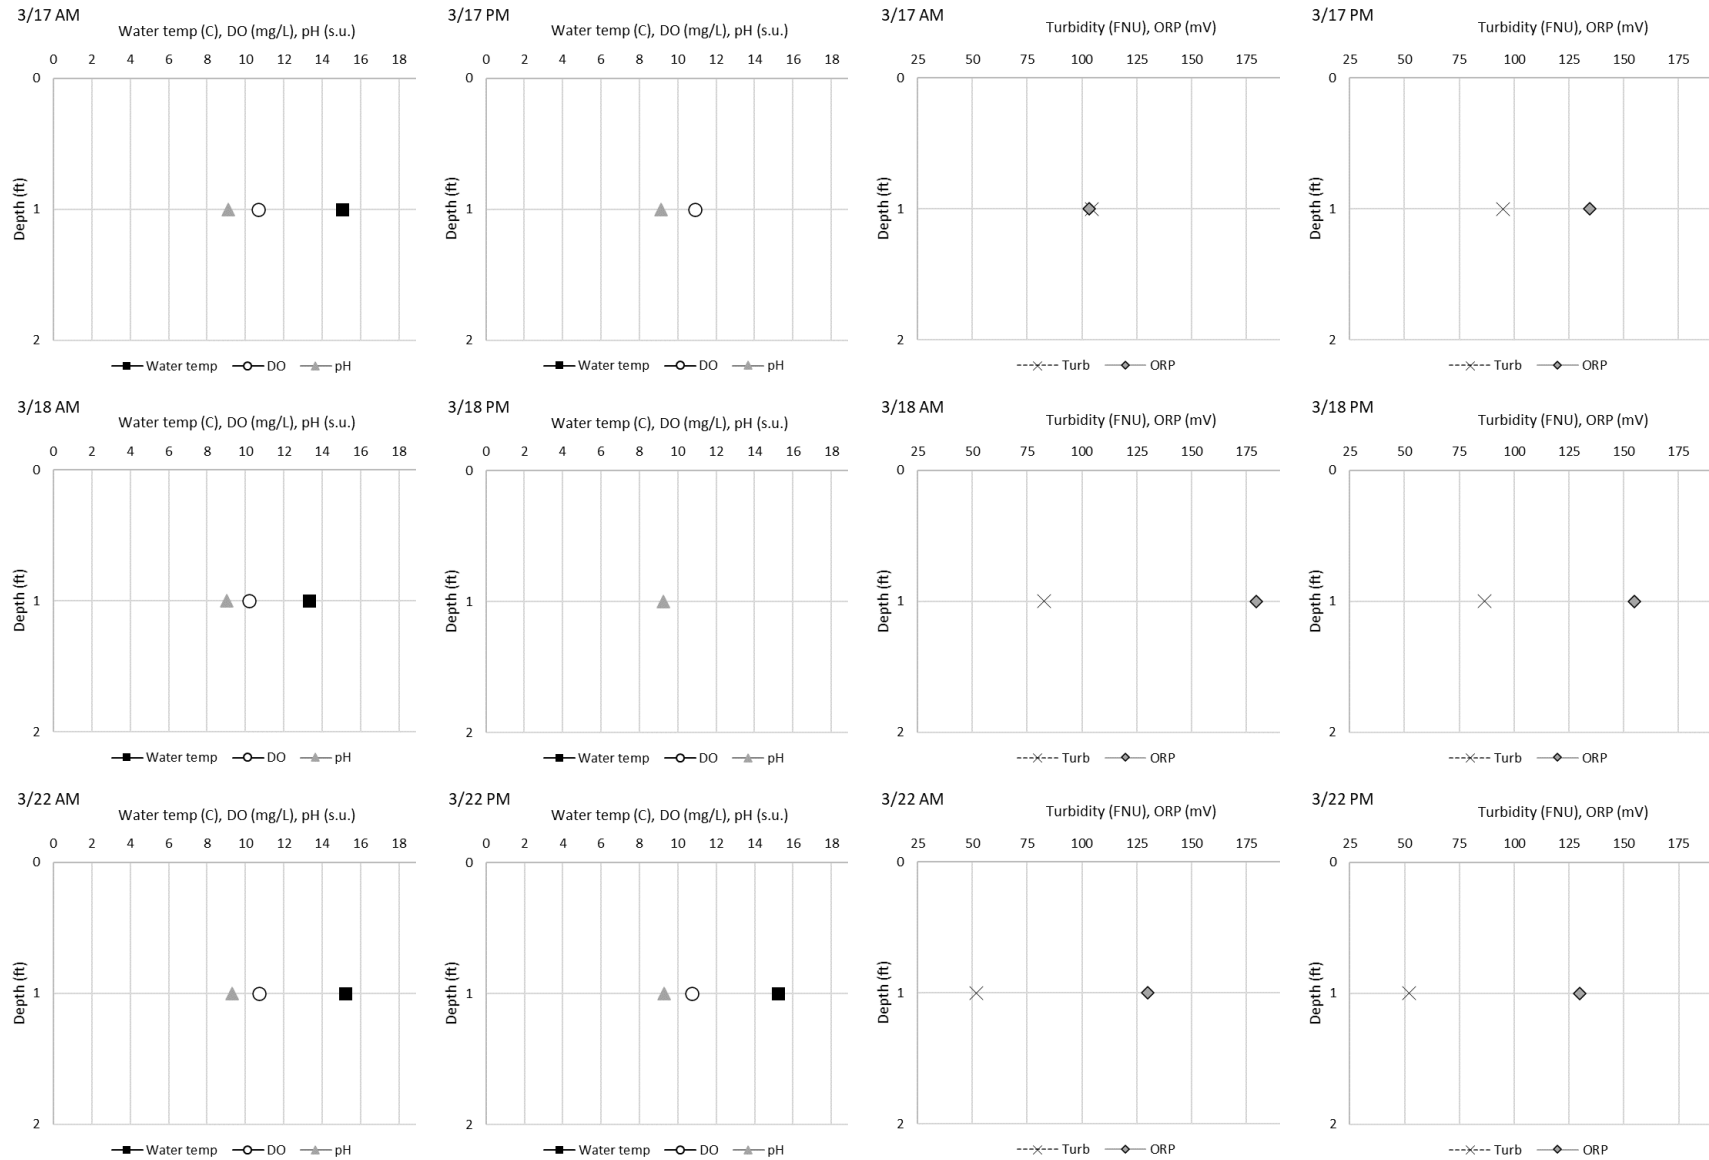 3/17 AM
Water temp (C), DO (mg/L), pH (s.u.)
0 2 4 6 8 10 12 14 16 18
0
1
2
Depth (ft)
Water temp DO pH
3/17 PM
Water temp (C), DO (mg/L), pH (s.u.)
0 2 4 6 8 10 12 14 16 18
0
1
2
Depth (ft)
Water temp DO pH
3/17 AM
Turbidity (FNU), ORP (mV)
25 50 75 100 125 150 175
0
1
2
Depth (ft)
Turb ORP
3/17 PM
Turbidity (FNU), ORP (mV)
25 50 75 100 125 150 175
0
1
2
Depth (ft)
Turb ORP
3/18 AM
Water temp (C), DO (mg/L), pH (s.u.)
0 2 4 6 8 10 12 14 16 18
0
1
2
Depth (ft)
Water temp DO pH
3/18 PM
Water temp (C), DO (mg/L), pH (s.u.)
0 2 4 6 8 10 12 14 16 18
0
1
2
Depth (ft)
Water temp DO pH
3/18 AM
Turbidity (FNU), ORP (mV)
25 50 75 100 125 150 175
0
1
2
Depth (ft)
Turb ORP
3/18 PM
Turbidity (FNU), ORP (mV)
25 50 75 100 125 150 175
0
1
2
Depth (ft)
Turb ORP
3/22 AM
Water temp (C), DO (mg/L), pH (s.u.)
0 2 4 6 8 10 12 14 16 18
0
1
2
Depth (ft)
Water temp DO pH
3/22 PM
Water temp (C), DO (mg/L), pH (s.u.)
0 2 4 6 8 10 12 14 16 18
0
1
2
Depth (ft)
Water temp DO pH
3/22 AM
Turbidity (FNU), ORP (mV)
25 50 75 100 125 150 175
0
1
2
Depth (ft)
Turb ORP
3/22 PM
Turbidity (FNU), ORP (mV)
25 50 75 100 125 150 175
0
1
2
Depth (ft)
Turb ORP